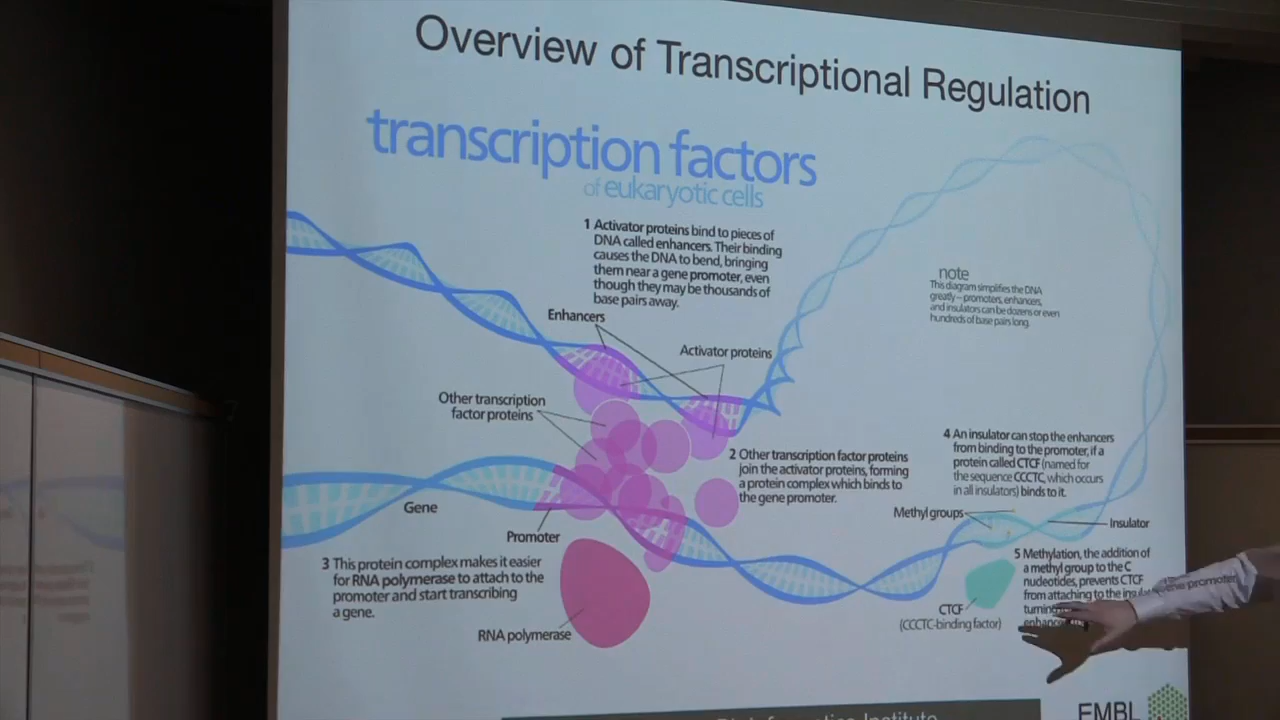 Overview of Transcriptional Regulation
transcription factors
of eukaryotic cells
1 Activator proteins bind to pieces of
DNA called enhancers. Their binding
causes the DNA to bend, bringing
them near a gene promoter, even
though they may be thousands of
base pairs away.
note
This diagram simplifies the DNA
greatly – promoters, enhancers,
and insulators can be dozens or even
hundreds of base pairs long.
Enhancers
Activator proteins
Other transcription
factor proteins
2 Other transcription factor proteins
join the activator proteins, forming
a protein complex which binds to
the gene promoter.
4 An insulator can stop the enhancers
from binding to the promoter, if a
protein called CTCF (named for
the sequence CCCTC, which occurs
in all insulators) binds to it.
Gene
Promoter
Methyl groups
Insulator
3 This protein complex makes it easier
for RNA polymerase to attach to the
promoter and start transcribing
a gene.
RNA polymerase
5 Methylation, the addition of
a methyl group to the C
nucleotides, prevents CTCF
from attaching to the
gene promoter
CTCF
(CCCTC-binding factor)
Institute
EMBL